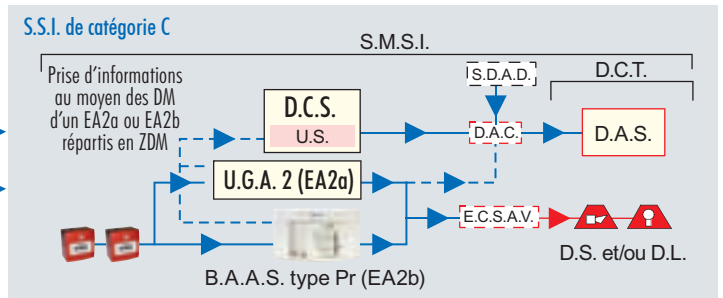 S.S.I. de catégorie C
S.M.S.I.
Prise d'informations
au moyen des DM
d'un EA2a ou EA2b
répartis en ZDM
S.D.A.D.
D.C.T.
D.C.S.
U.S.
D.A.C.
D.A.S.
U.G.A. 2 (EA2a)
E.C.S.A.V.
B.A.A.S. type Pr (EA2b)
D.S. et/ou D.L.